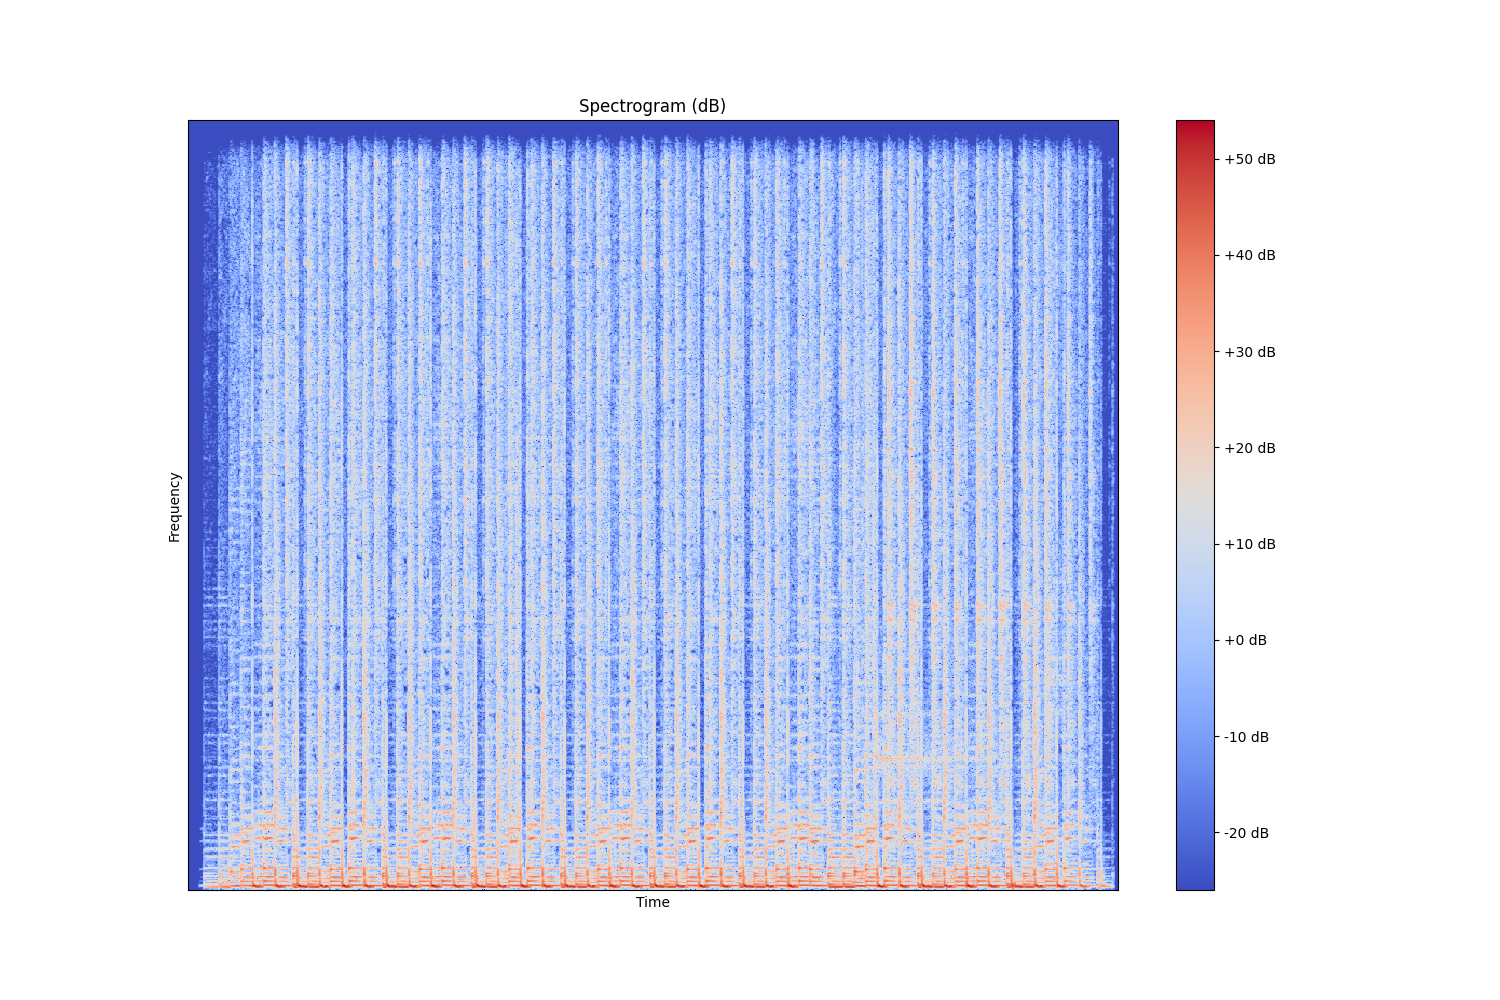 Spectrogram (dB)
+50 dB
+40 dB
+30 dB
+20 dB
+10 dB
+0 dB
-10 dB
-20 dB
Frequency
Time